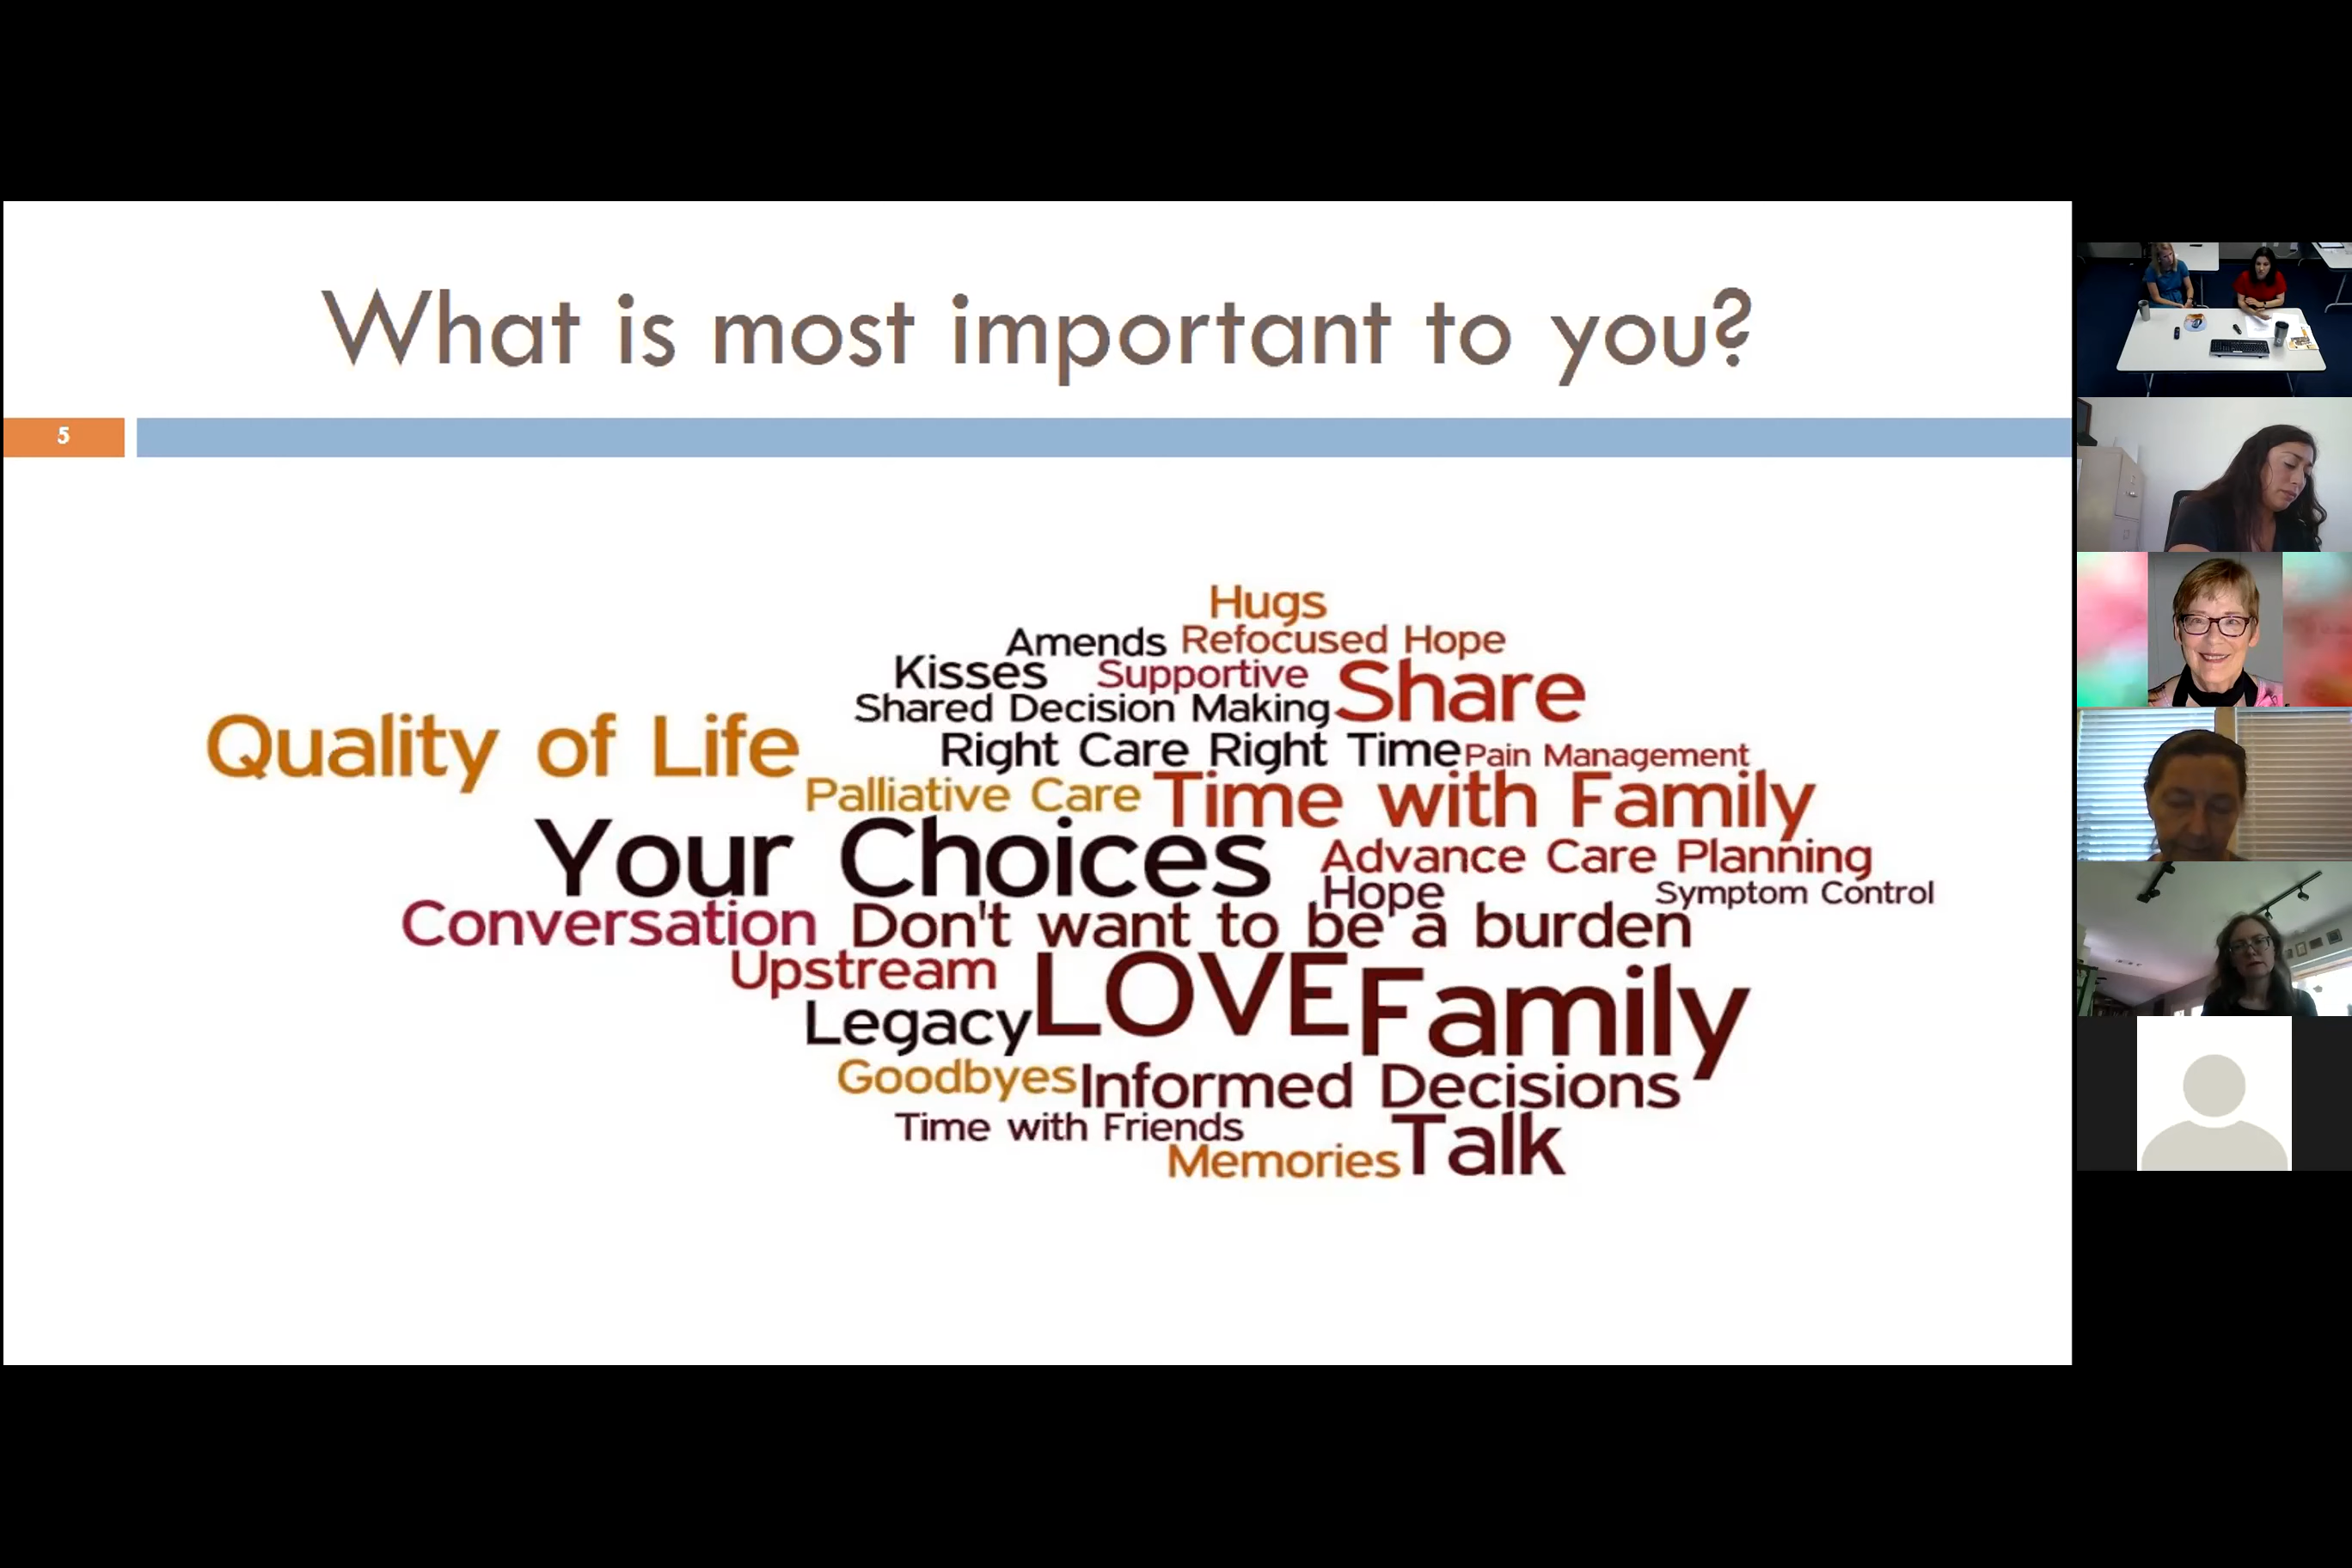 What is most important to you?
5
Hugs
Amends Refocused Hope
Kisses Supportive Share
Shared Decision Making
Quality of Life
Right Care Right Time Pain Management
Palliative Care Time with Family
Your Choices Advance Care Planning
Hope Symptom Control
Conversation Don't want to be a burden
Upstream LOVE Family
Legacy
Goodbyes Informed Decisions
Time with Friends Talk
Memories